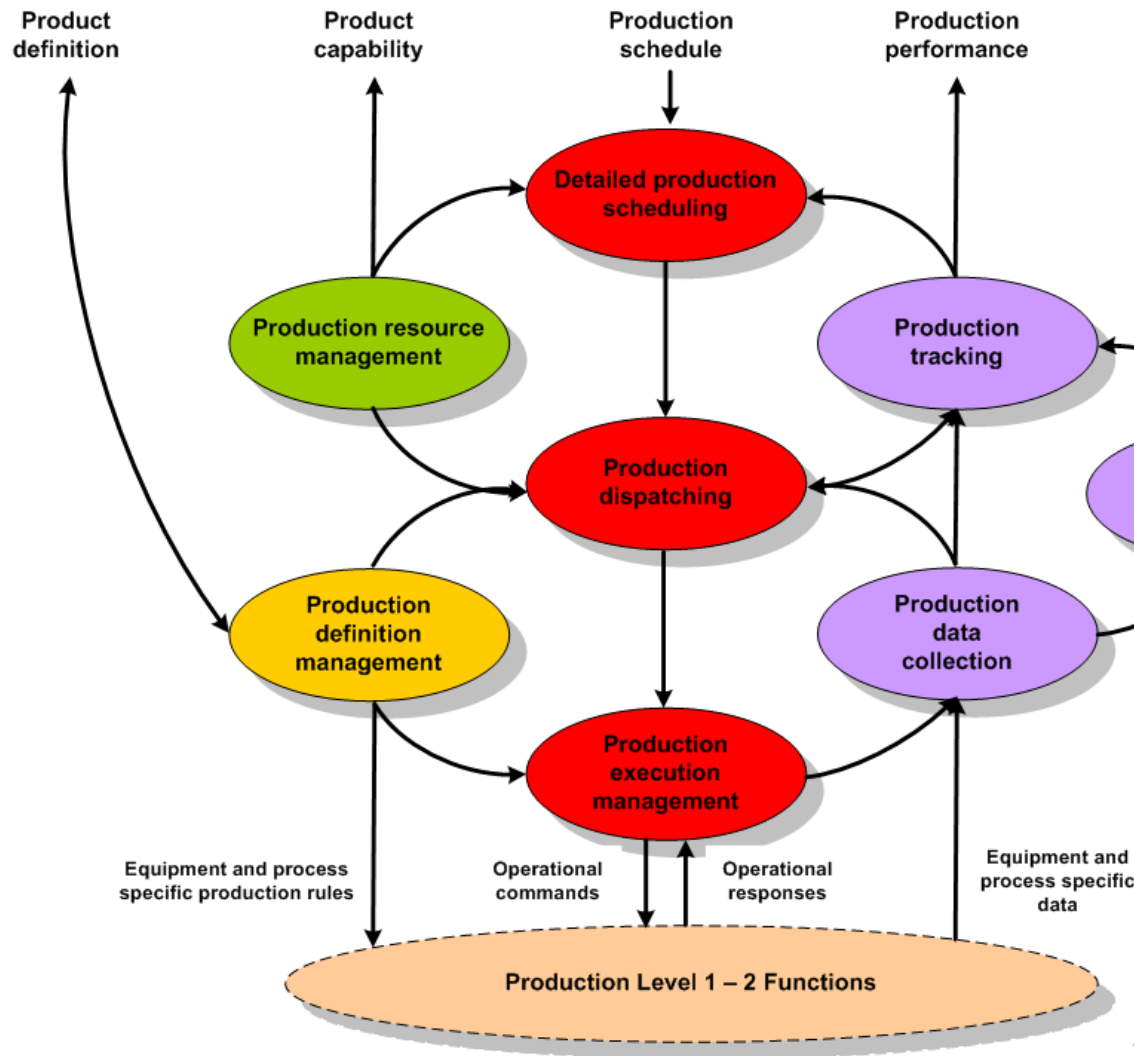 Product
definition
Product
capability
Production
schedule
Production
performance
Detailed production
scheduling
Production resource
management
Production
tracking
Production
dispatching
Production
definition
management
Production
data
collection
Production
execution
management
Equipment and process
specific production rules
Operational
commands
Operational
responses
Equipment and
process specific
data
Production Level 1 – 2 Functions